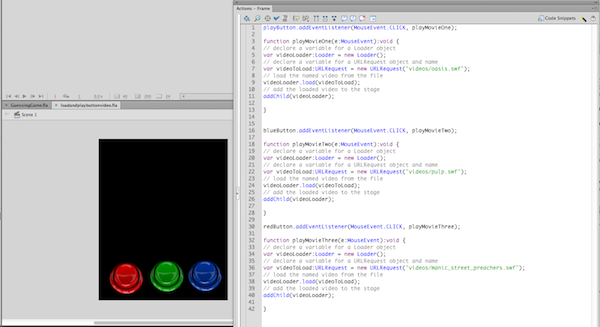 Actions - Frame
Code Snippets
1 playButton.addEventListener(MouseEvent.CLICK, playMovieOne);
2
3 function playMovieOne(e:MouseEvent):void {
4 // declare a variable for a Loader object
5 var videoLoader:Loader = new Loader();
6 // declare a variable for a URLRequest object and name
7 var videoToLoad:URLRequest = new URLRequest("videos/oasis.swf");
8 // load the named video from the file
9 videoLoader.load(videoToLoad);
10 // add the loaded video to the stage
11 addChild(videoLoader);
12
13 }
14
15
16 blueButton.addEventListener(MouseEvent.CLICK, playMovieTwo);
17
18 function playMovieTwo(e:MouseEvent):void {
19 // declare a variable for a Loader object
20 var videoLoader:Loader = new Loader();
21 // declare a variable for a URLRequest object and name
22 var videoToLoad:URLRequest = new URLRequest("videos/pulp.swf");
23 // load the named video from the file
24 videoLoader.load(videoToLoad);
25 // add the loaded video to the stage
26 addChild(videoLoader);
27
28 }
29
30 redButton.addEventListener(MouseEvent.CLICK, playMovieThree);
31
32 function playMovieThree(e:MouseEvent):void {
33 // declare a variable for a Loader object
34 var videoLoader:Loader = new Loader();
35 // declare a variable for a URLRequest object and name
36 var videoToLoad:URLRequest = new URLRequest("videos/manic_street_preachers.swf");
37 // load the named video from the file
38 videoLoader.load(videoToLoad);
39 // add the loaded video to the stage
40 addChild(videoLoader);
41
42 }
GuessingGame.fla
loadandplaybuttonvideo.fla
Scene 1